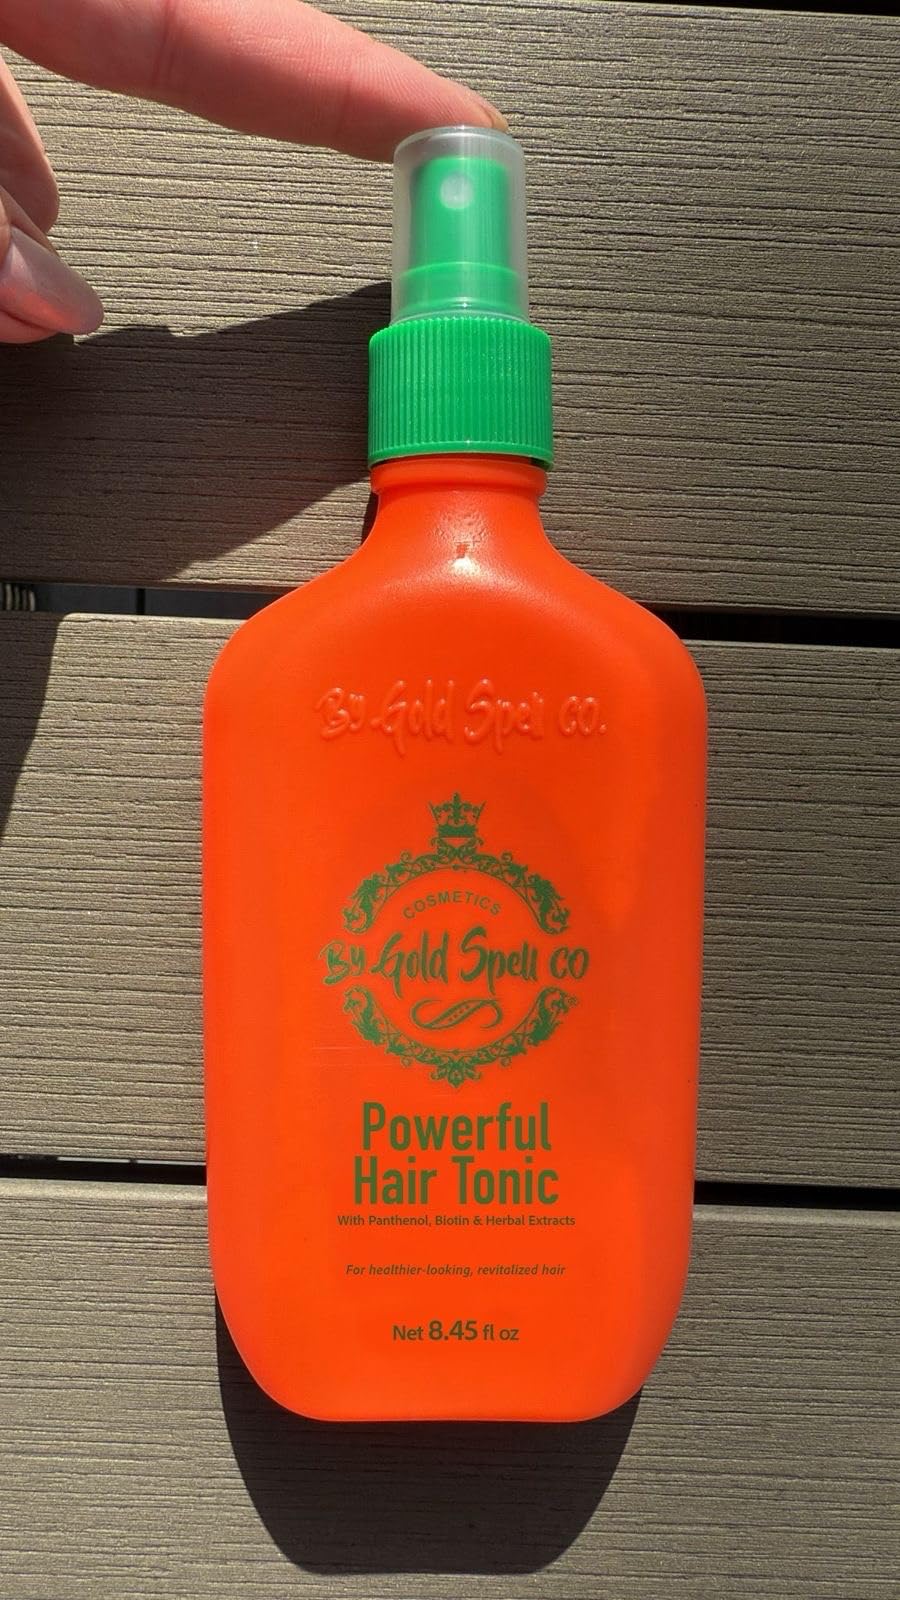 By Gold Spell CO.
COSMETICS
By Gold Spell CO
®
Powerful
Hair Tonic
With Panthenol, Biotin & Herbal Extracts
For healthier-looking, revitalized hair
Net 8.45 fl oz